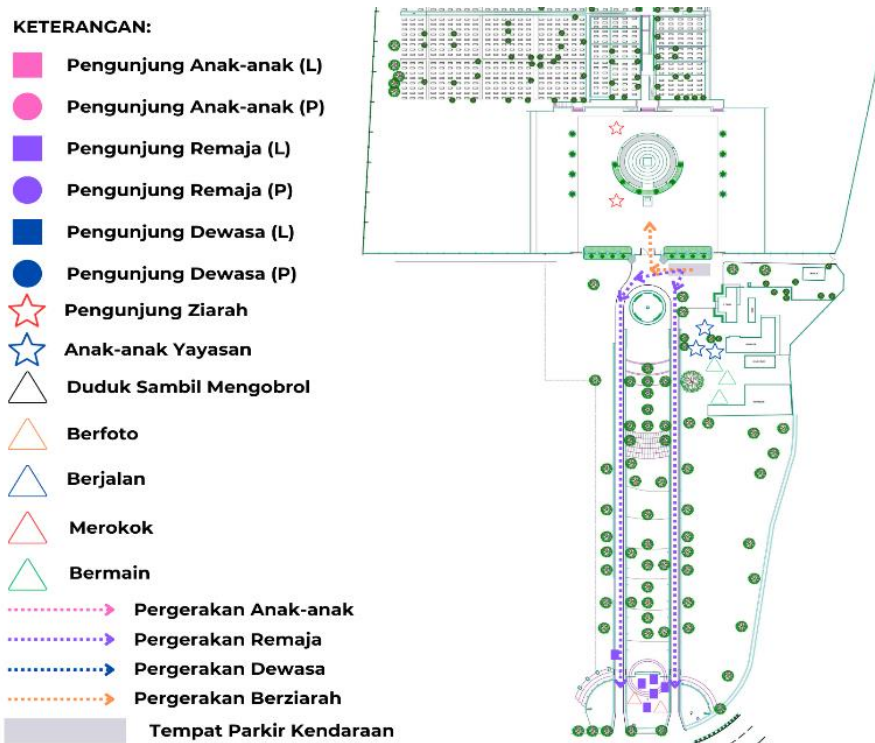 KETERANGAN:
Pengunjung Anak-anak (L)
Pengunjung Anak-anak (P)
Pengunjung Remaja (L)
Pengunjung Remaja (P)
Pengunjung Dewasa (L)
Pengunjung Dewasa (P)
Pengunjung Ziarah
Anak-anak Yayasan
Duduk Sambil Mengobrol
Berfoto
Berjalan
Merokok
Bermain
Pergerakan Anak-anak
Pergerakan Remaja
Pergerakan Dewasa
Pergerakan Berziarah
Tempat Parkir Kendaraan